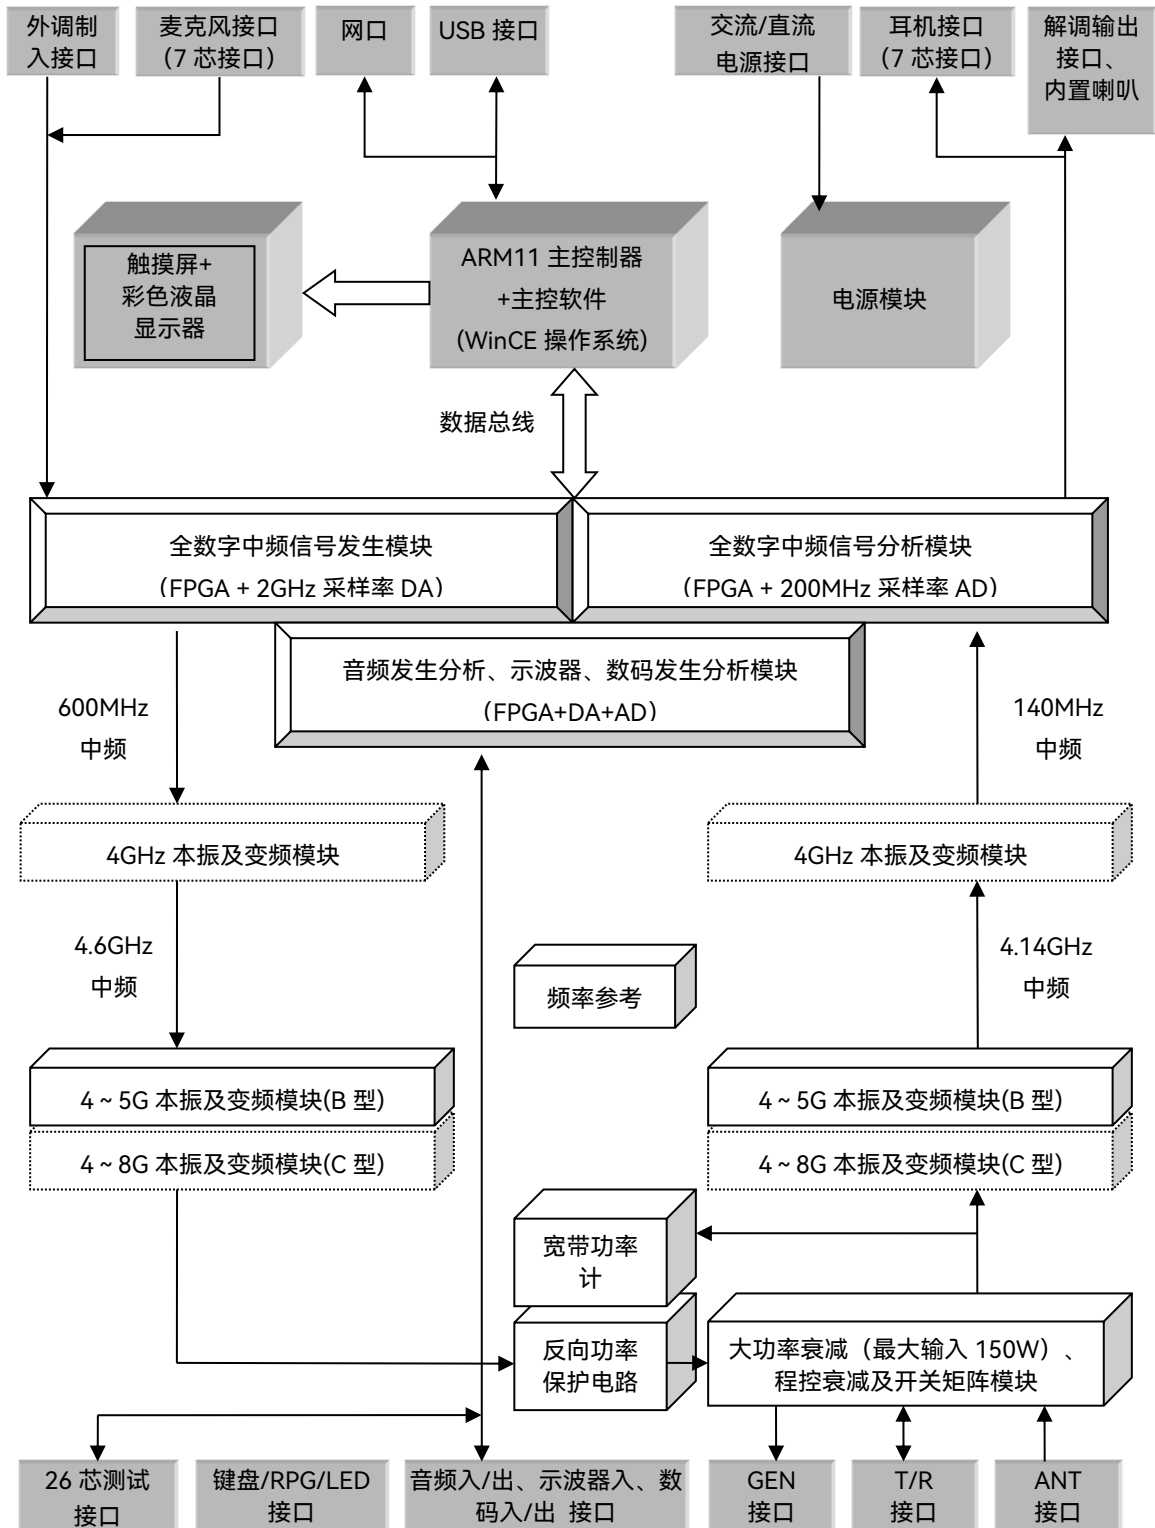 外调制
入接口
麦克风接口
（7 芯接口）
网口
USB 接口
交流/直流
电源接口
耳机接口
（7 芯接口）
解调输出
接口、
内置喇叭
触摸屏+
彩色液晶
显示器
ARM11 主控制器
+主控软件
（WinCE 操作系统）
电源模块
数据总线
全数字中频信号发生模块
（FPGA + 2GHz 采样率 DA）
全数字中频信号分析模块
（FPGA + 200MHz 采样率 AD）
音频发生分析、示波器、数码发生分析模块
（FPGA+DA+AD）
600MHz
中频
140MHz
中频
4GHz 本振及变频模块
4GHz 本振及变频模块
4.6GHz
中频
4.14GHz
中频
频率参考
4～5G 本振及变频模块(B 型)
4～8G 本振及变频模块(C 型)
4～5G 本振及变频模块(B 型)
4～8G 本振及变频模块(C 型)
宽带功率
计
反向功率
保护电路
大功率衰减（最大输入 150W）、
程控衰减及开关矩阵模块
26 芯测试
接口
键盘/RPG/LED
接口
音频入/出、示波器入、数
码入/出 接口
GEN
接口
T/R
接口
ANT
接口